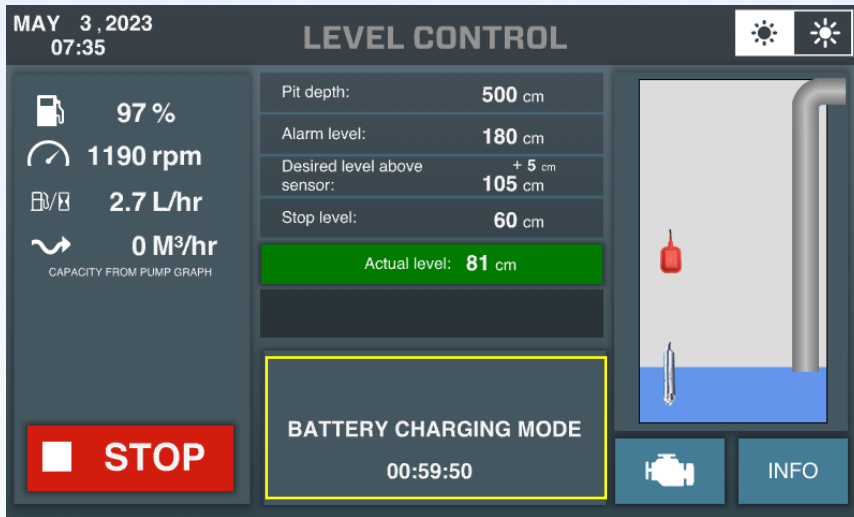 MAY 3,2023
07:35
LEVEL CONTROL
97 %
1190 rpm
2.7 L/hr
0 M³/hr
CAPACITY FROM PUMP GRAPH
STOP
Pit depth: 500 cm
Alarm level: 180 cm
Desired level above + 5 cm
sensor: 105 cm
Stop level: 60 cm
Actual level: 81 cm
BATTERY CHARGING MODE
00:59:50
INFO